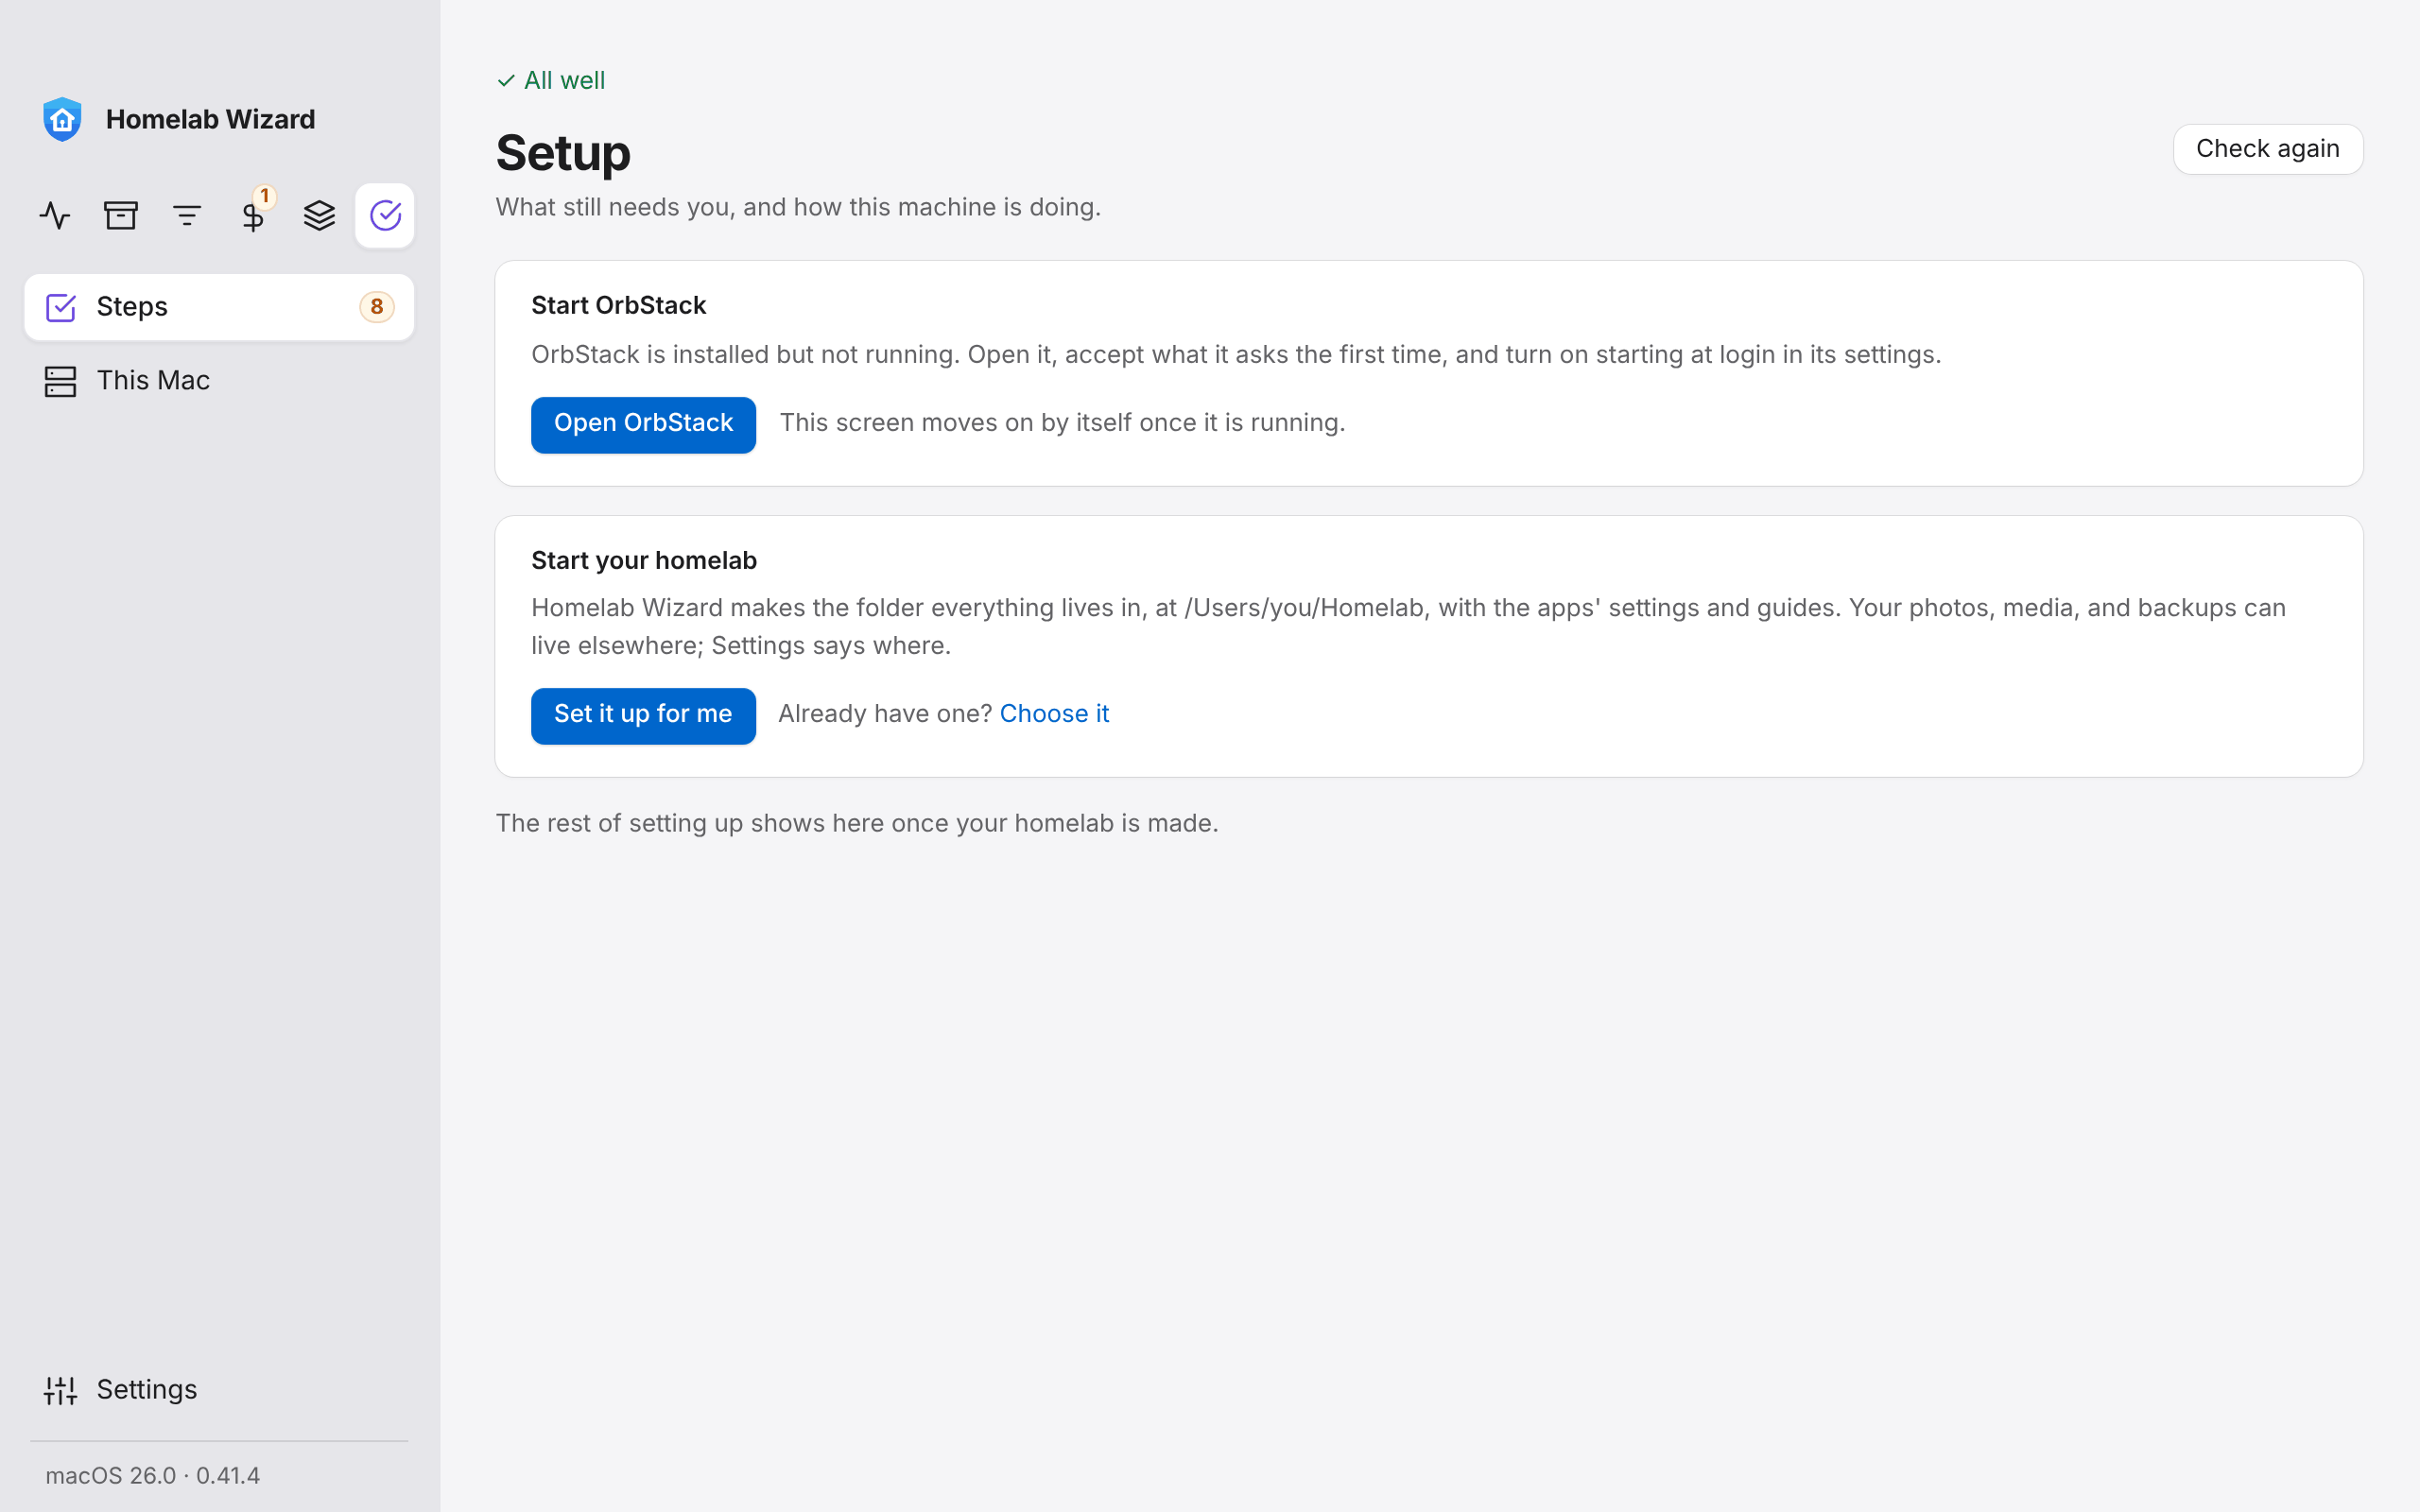 Homelab Wizard
1
Steps
8
This Mac
Settings
macOS 26.0 · 0.41.4
All well
Setup
Check again
What still needs you, and how this machine is doing.
Start OrbStack
OrbStack is installed but not running. Open it, accept what it asks the first time, and turn on starting at login in its settings.
Open OrbStack
This screen moves on by itself once it is running.
Start your homelab
Homelab Wizard makes the folder everything lives in, at /Users/you/Homelab, with the apps' settings and guides. Your photos, media, and backups can
live elsewhere; Settings says where.
Set it up for me
Already have one? Choose it
The rest of setting up shows here once your homelab is made.